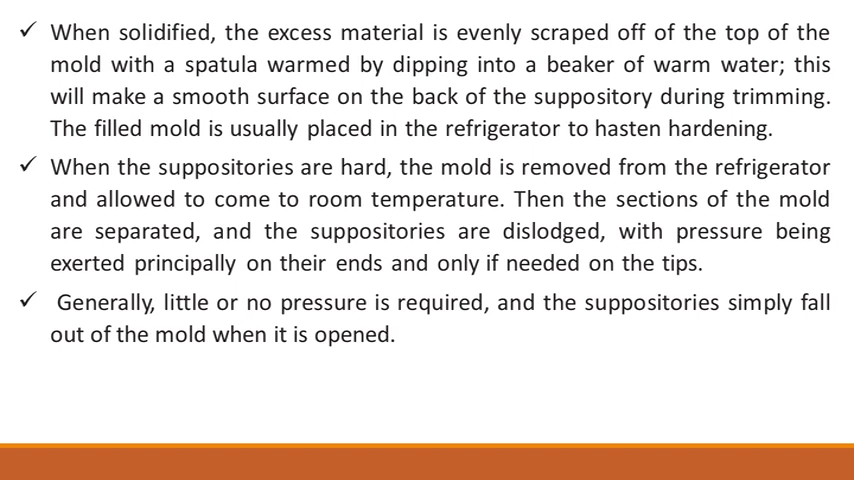 ✓ When solidified, the excess material is evenly scraped off of the top of the
mold with a spatula warmed by dipping into a beaker of warm water; this
will make a smooth surface on the back of the suppository during trimming.
The filled mold is usually placed in the refrigerator to hasten hardening.
✓ When the suppositories are hard, the mold is removed from the refrigerator
and allowed to come to room temperature. Then the sections of the mold
are separated, and the suppositories are dislodged, with pressure being
exerted principally on their ends and only if needed on the tips.
✓ Generally, little or no pressure is required, and the suppositories simply fall
out of the mold when it is opened.